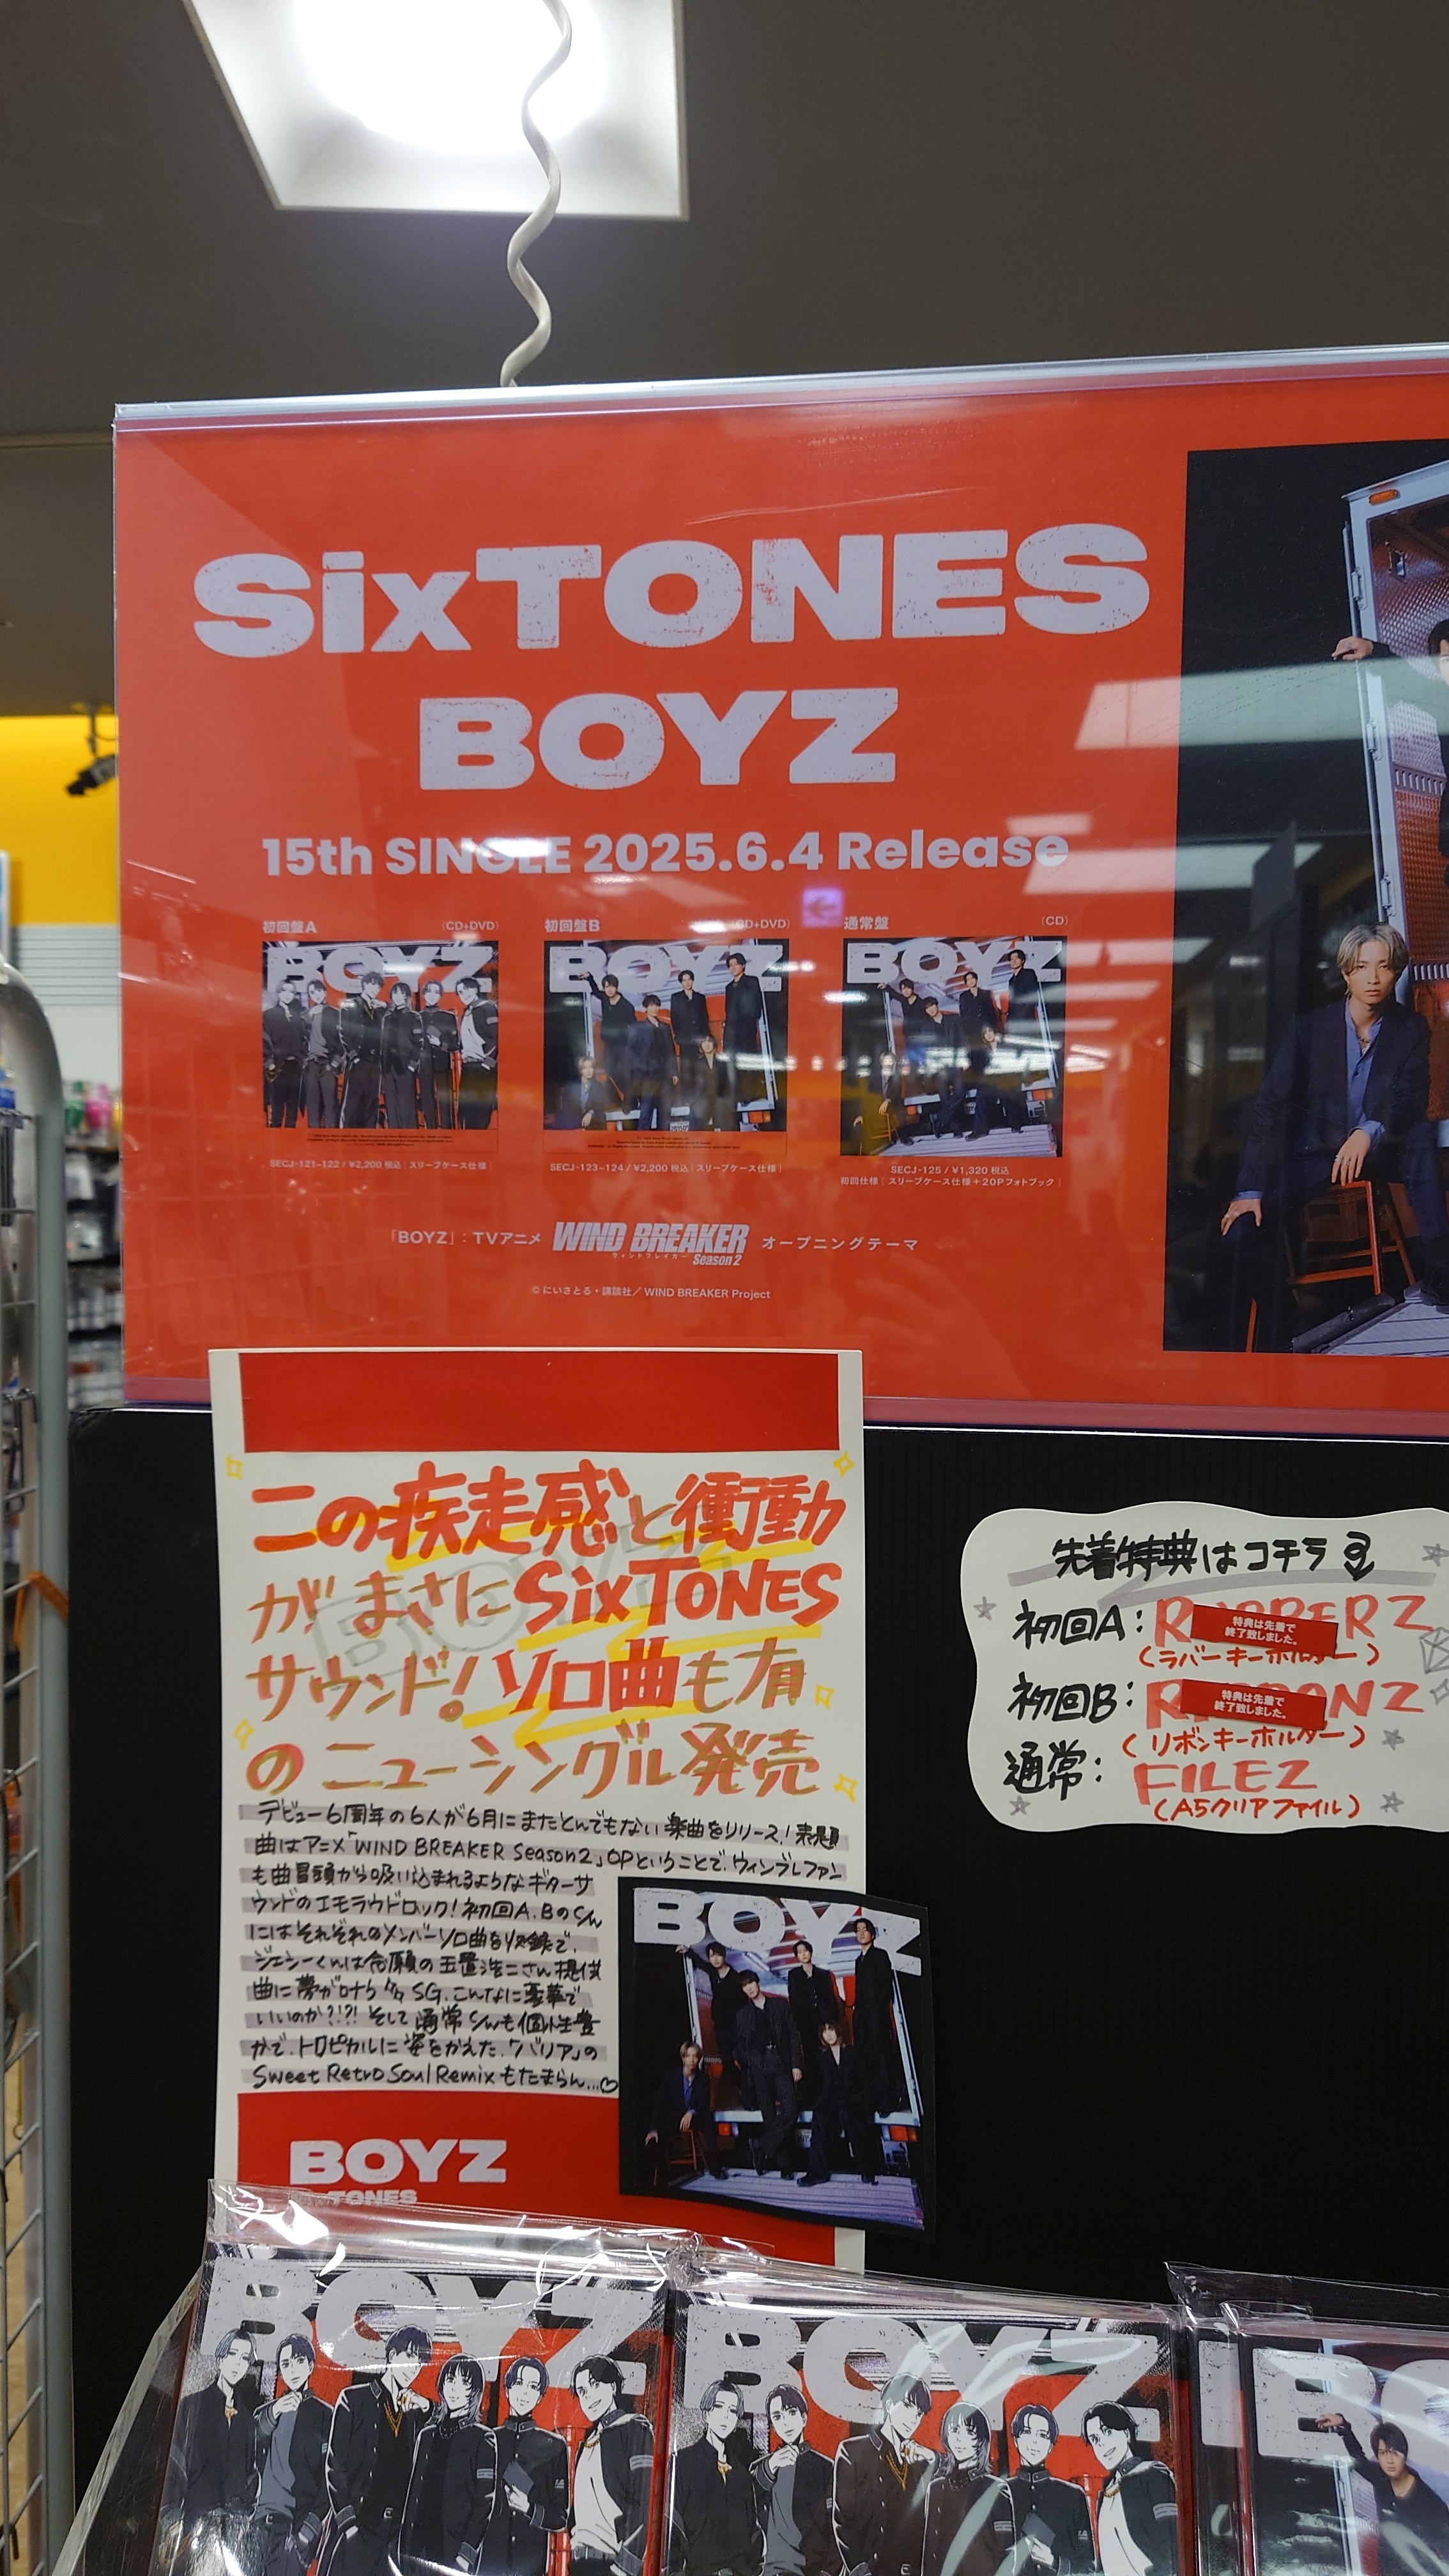 SixTONES
BOYZ
15th SINGLE 2025.6.4 Release
初回盤A (CD+DVD)
初回盤B CD+DVD)
通常盤 (CD)
BOYZ
BOYZ
BOYZ
SECJ-121-122 / ¥2,200 税込 | スリーブケース仕様 |
SECJ-123-124 / ¥2,200 税込 | スリーブケース仕様 |
SECJ-125 / ¥1,320 税込
初回仕様 | スリーブケース仕様+20Pフォトブック |
「BOYZ」: TVアニメ WIND BREAKER オープニングテーマ
ウィンドブレイカー Season 2
© にいさとる・講談社/ WIND BREAKER Project
この疾走感と衝動
がまさにSixTONES
サウンド!ソロ曲も有
のニューシングル発売
BOYZ
デビュー6周年の6人が6月にまたとんでもない楽曲をリリース!表題
曲はアニメ「WIND BREAKER Season2」OPということで、ウィンブレファン
も曲冒頭から吸い込まれるようなギターサ
ウンドのエモラウドロック!初回A、BのC/W
にはそれぞれのメンバーソロ曲を収録で、
ジェシーくんは念願の玉置浩二さん提供
曲に夢が叶う SG、こんなに豪華で
いいのか?!?! そして通常C/Wも個性豊
かで、トロピカルに姿をかえた、「バリア」の
Sweet Retro Soul Remixもたまらん...♡
BOYZ
BOYZ
TONES
先着特典はコチラ
初回A: RUBBERZ
特典は先着で
終了致しました。
(ラバーキーホルダー)
初回B: RIBBONZ
特典は先着で
終了致しました。
(リボンキーホルダー)
通常: FILEZ
(A5クリアファイル)
BOYZ
BOYZ